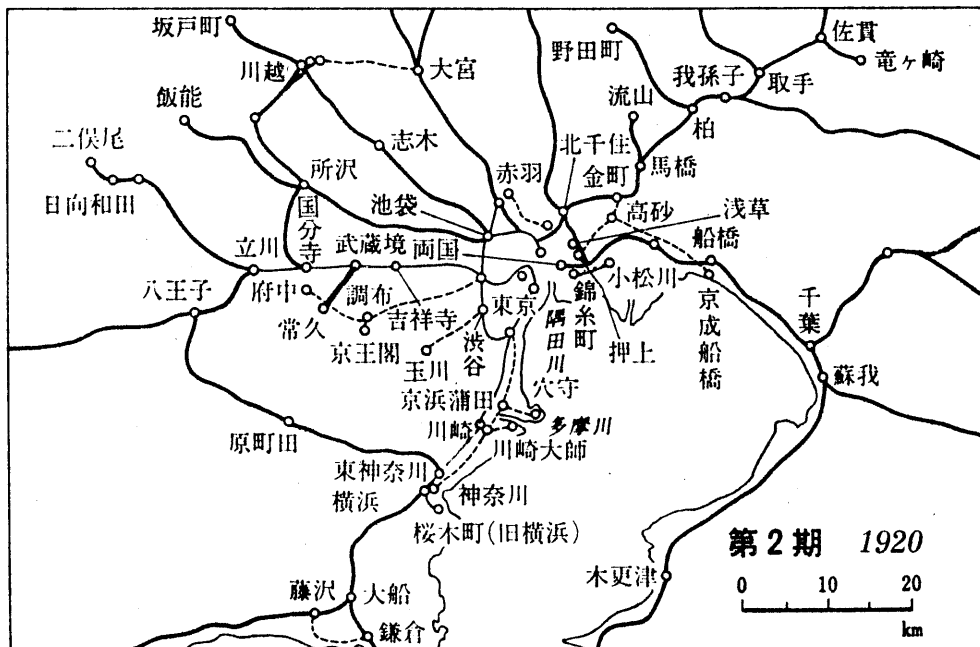 坂戸町
川越
大宮
野田町
佐貫
竜ヶ崎
我孫子
取手
飯能
流山
柏
二俣尾
志木
北千住
馬橋
赤羽
金町
日向和田
所沢
池袋
高砂
浅草
国分寺
立川
武蔵境
両国
船橋
小松川
八王子
府中
調布
東京
錦糸町
京成船橋
千葉
常久
吉祥寺
京王閣
渋谷
隅田川
押上
玉川
蘇我
穴守
京浜蒲田
多摩川
原町田
川崎
川崎大師
東神奈川
横浜
神奈川
桜木町(旧横浜)
第2期 1920
木更津
0 10 20
km
藤沢
大船
鎌倉